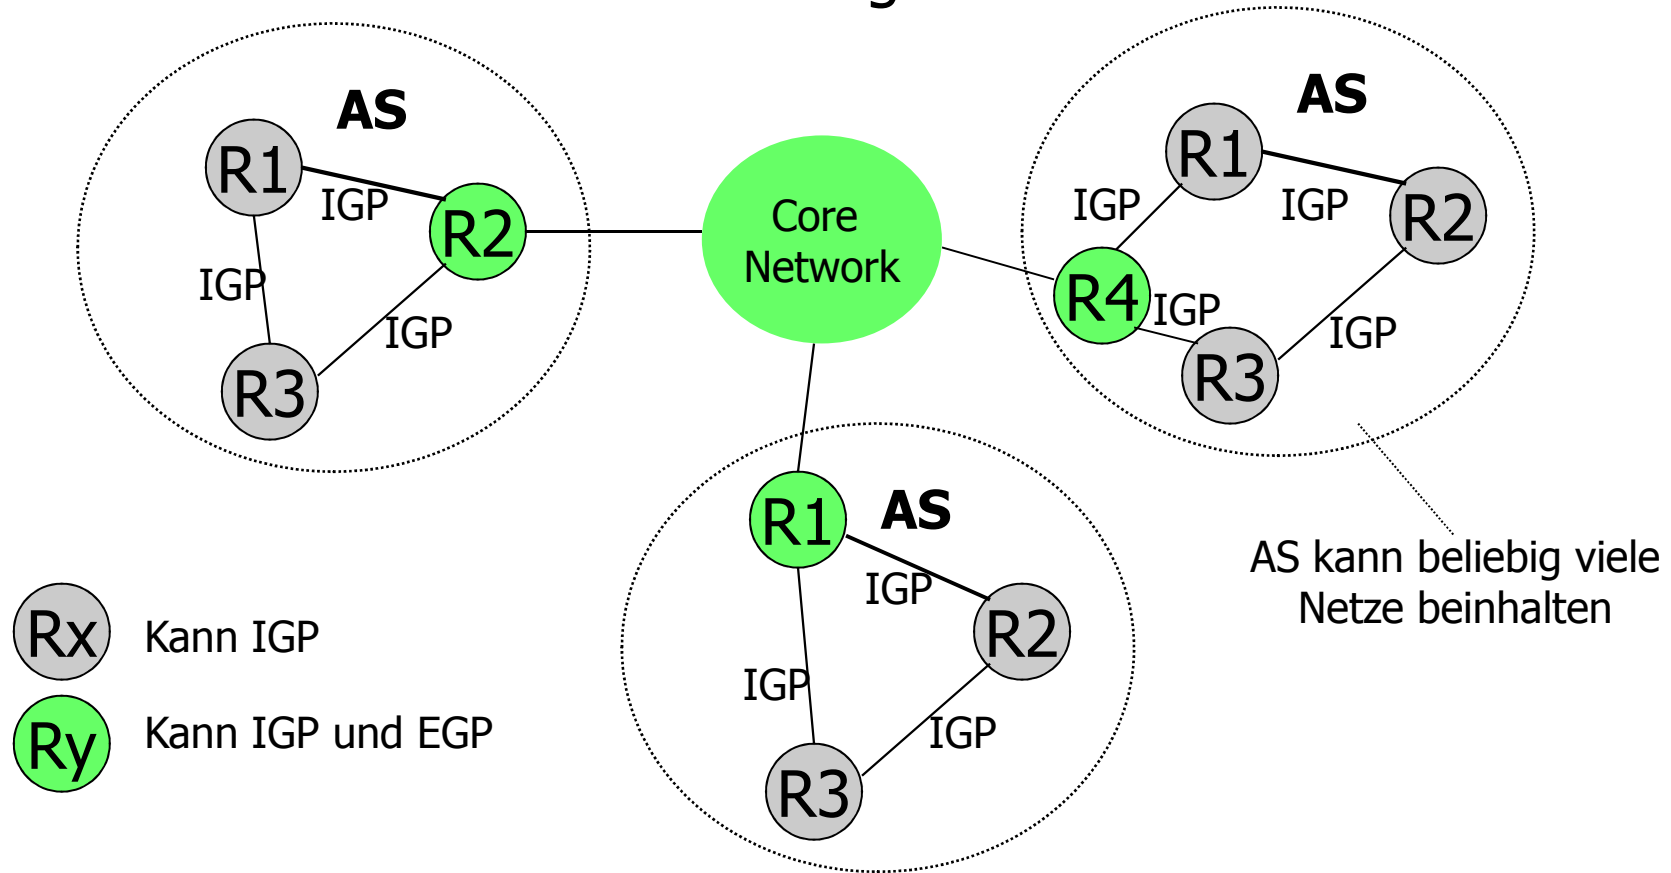 AS
R1
IGP
R2
IGP
IGP
R3
Core
Network
AS
R1
IGP
IGP
R2
R4
IGP
IGP
R3
R1
AS
IGP
R2
IGP
IGP
R3
AS kann beliebig viele
Netze beinhalten
Rx
Kann IGP
Ry
Kann IGP und EGP